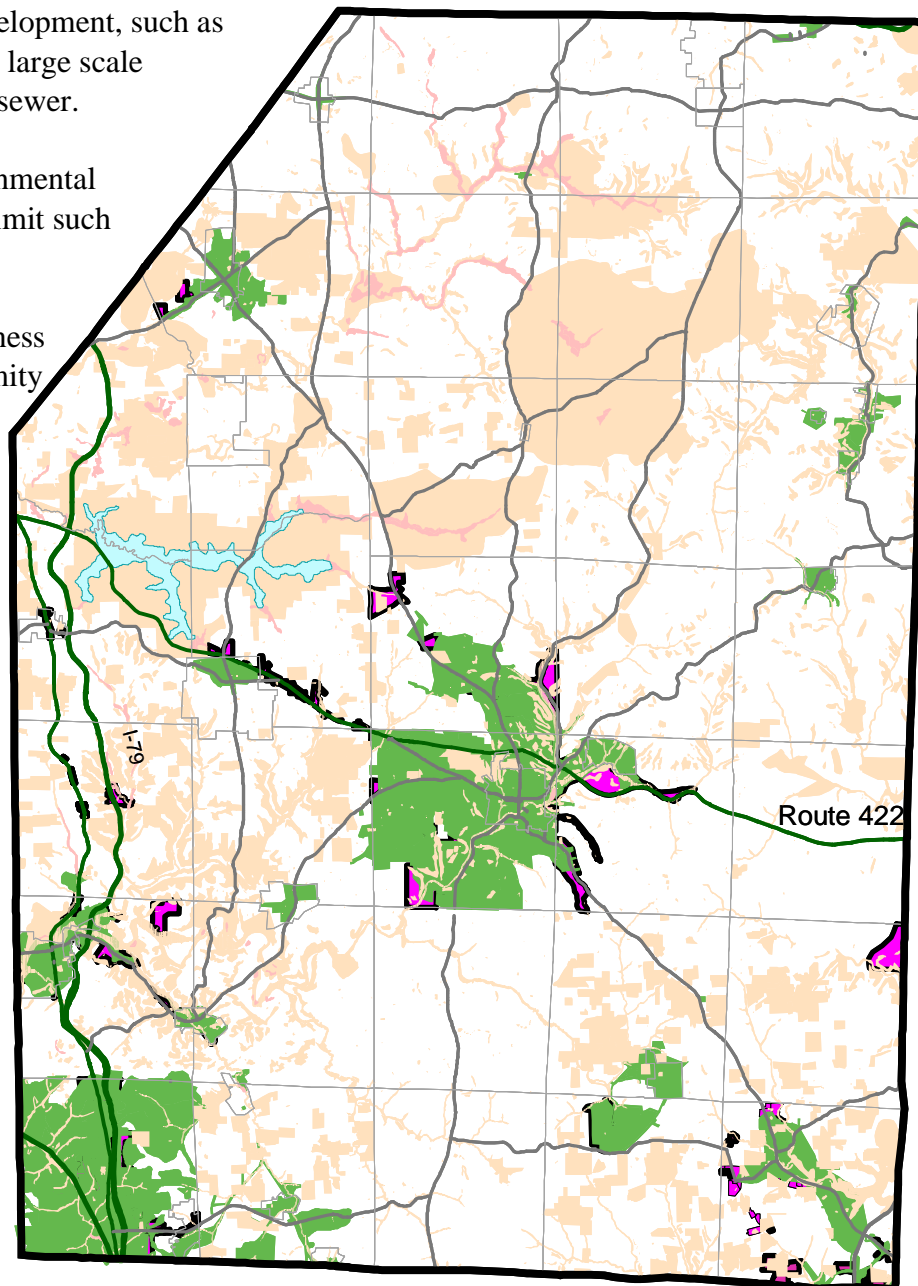 elopment, such as
large scale
sewer.
nmental
mit such
ness
nity
I-79
Route 422